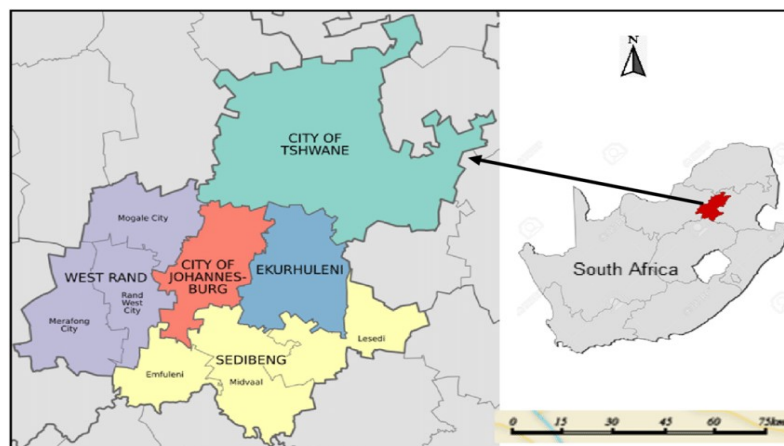 CITY OF
TSHWANE
Mogale City
WEST RAND
CITY OF
JOHANNES-
BURG
EKURHULENI
Rand
West
City
Merafong
City
SEDIBENG
Lesedi
Emfuleni
Midvaal
N
South Africa
0 15 30 45 60 75km